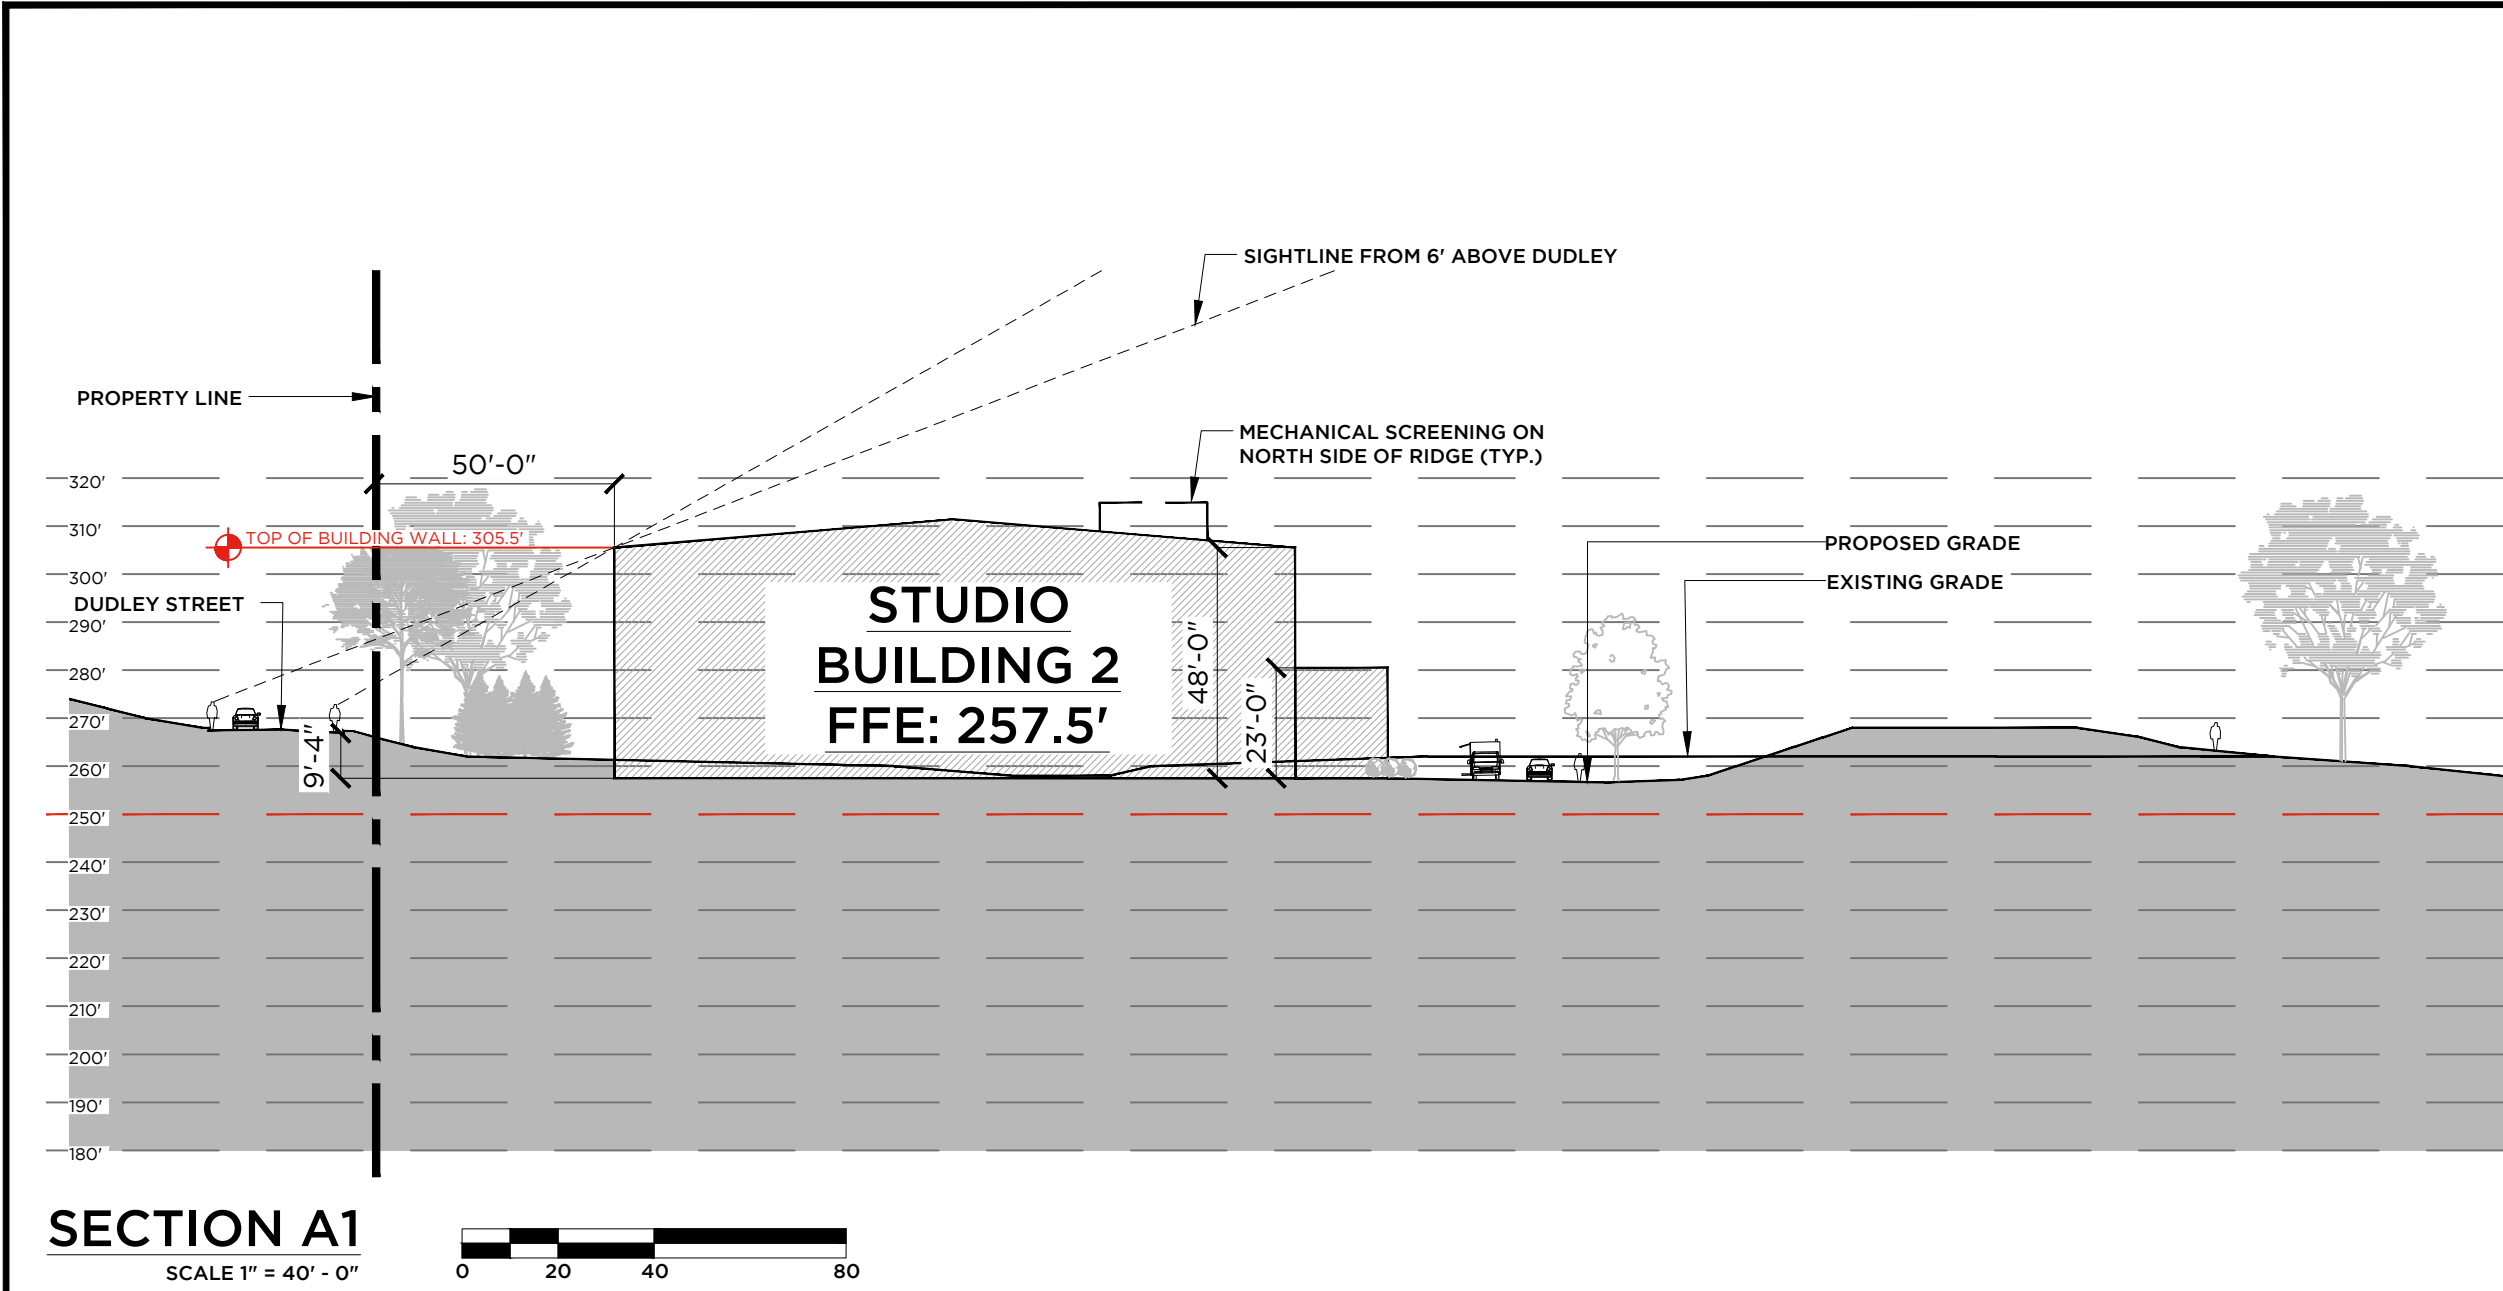 SIGHTLINE FROM 6' ABOVE DUDLEY
PROPERTY LINE
50'-0"
MECHANICAL SCREENING ON
NORTH SIDE OF RIDGE (TYP.)
320'
310'
TOP OF BUILDING WALL: 305.5'
PROPOSED GRADE
300'
EXISTING GRADE
DUDLEY STREET
290'
STUDIO
BUILDING 2
FFE: 257.5'
48'-0"
23'-0"
280'
270'
9'-4"
260'
250'
240'
230'
220'
210'
200'
190'
180'
SECTION A1
SCALE 1" = 40' - 0"
0 20 40 80